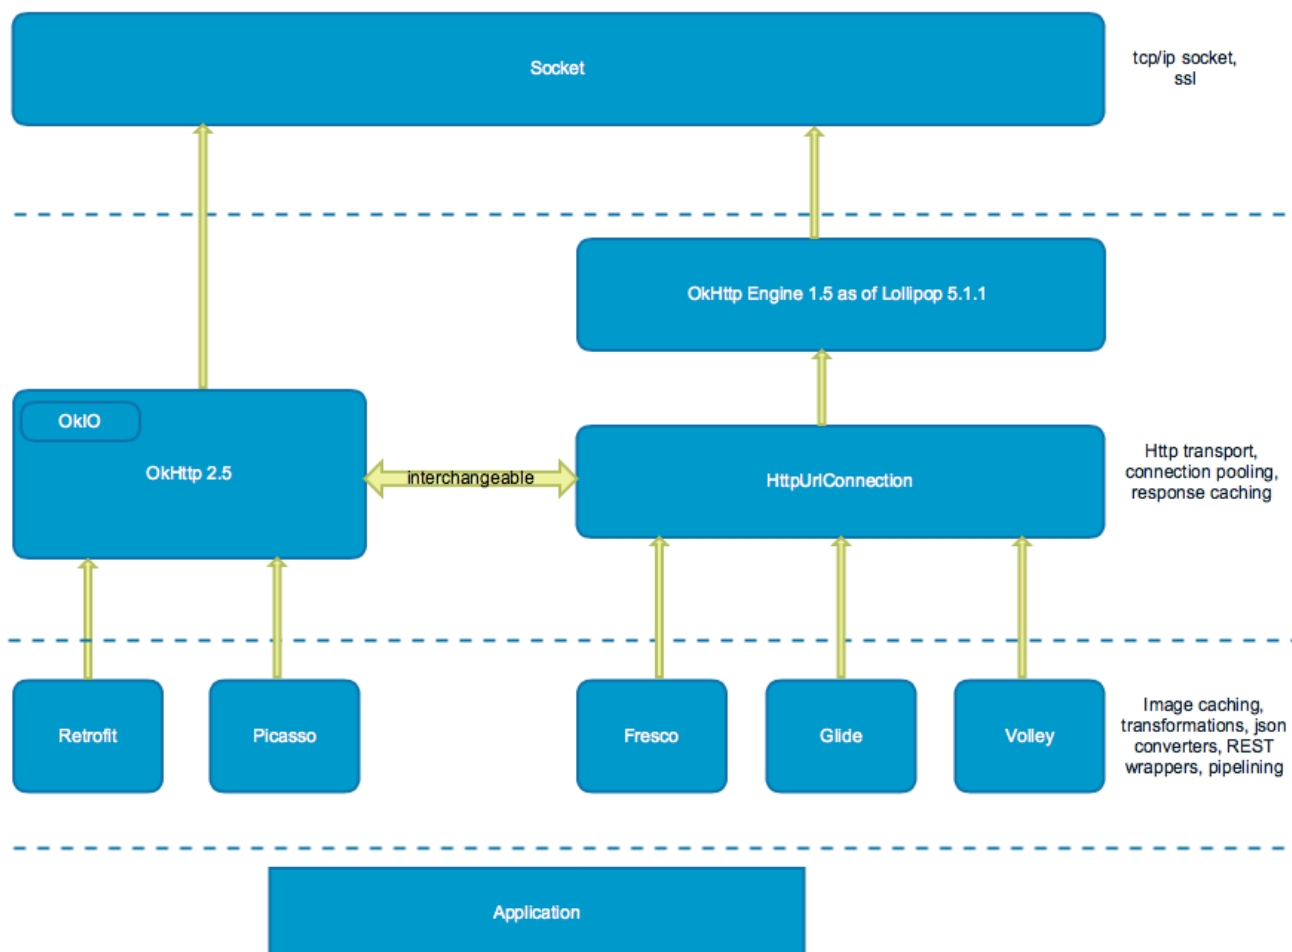 Socket
tcp/ip socket,
ssl
OkHttp Engine 1.5 as of Lollipop 5.1.1
OkIO
OkHttp 2.5
interchangeable
HttpUrlConnection
Http transport,
connection pooling,
response caching
Retrofit
Picasso
Fresco
Glide
Volley
Image caching,
transformations, json
converters, REST
wrappers, pipelining
Application